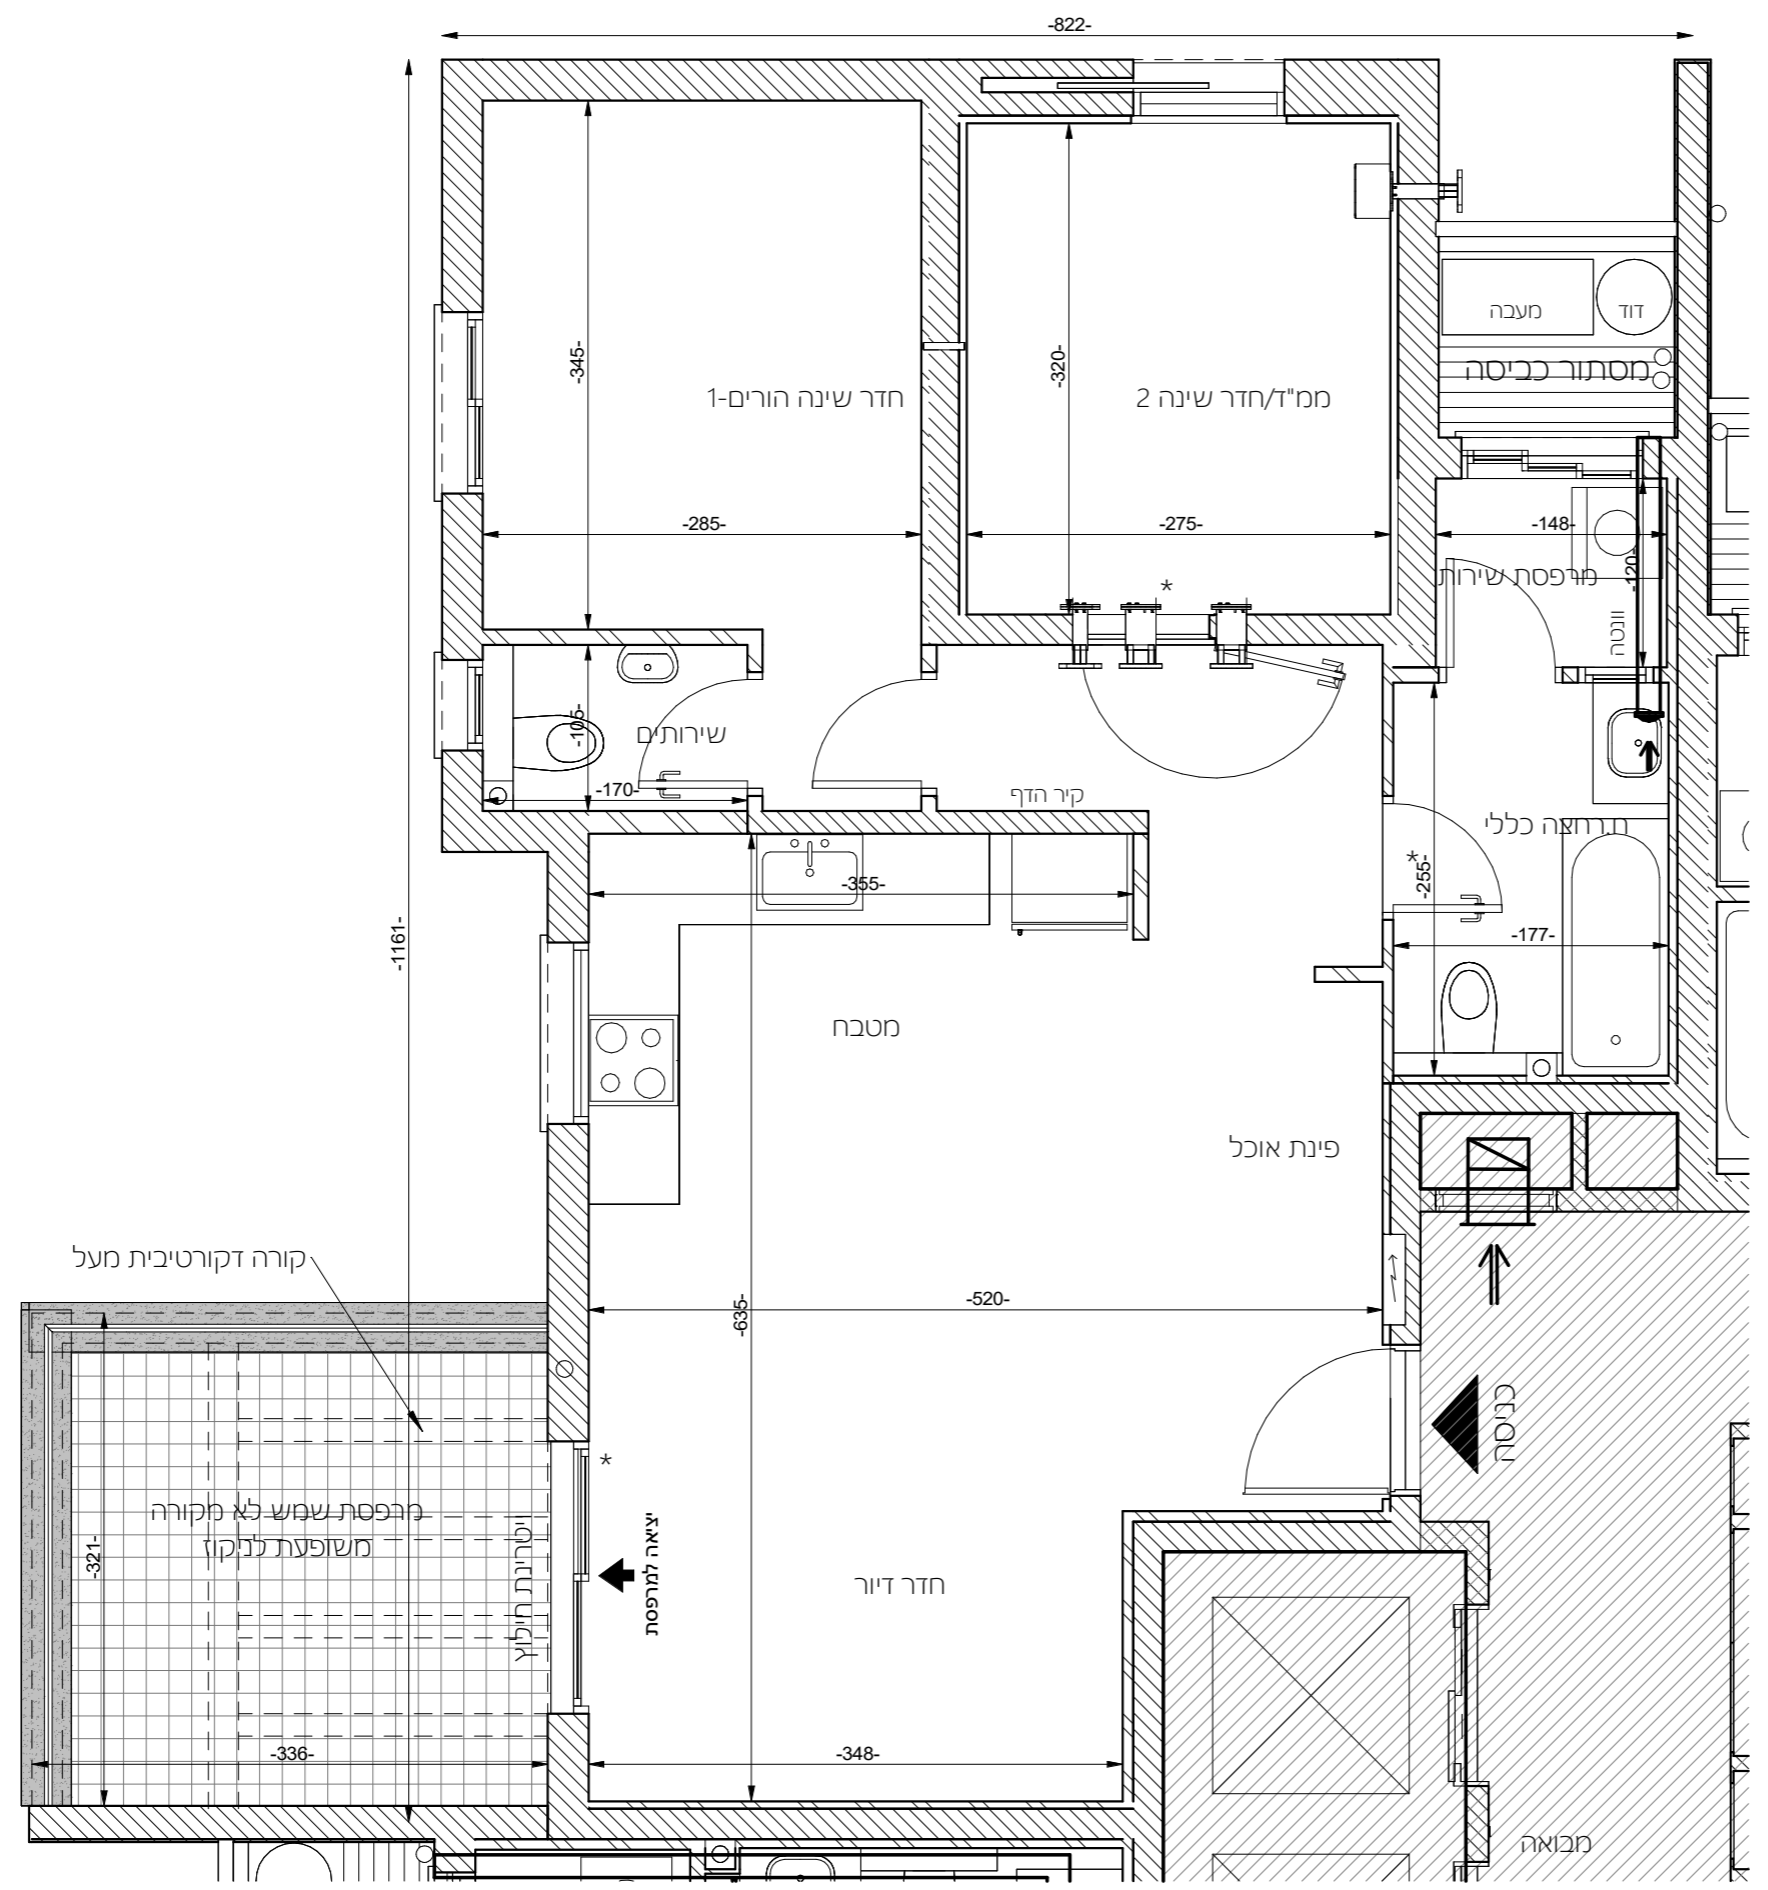 -822-
-345-
-320-
מעבה
דוד
מסתור כביסה
חדר שינה הורים-1
ממ"ד/חדר שינה 2
-285-
-275-
-148-
*
-120-
מרפסת שירות
וונטה
-105-
שירותים
-170-
קיר הדף
ח.רחצה כללי
*
-255-
-355-
-1161-
-177-
מטבח
פינת אוכל
קורה דקורטיבית מעל
-520-
-635-
כניסה
*
מרפסת שמש לא מקורה
משופעת לניקוז
-321-
ויטרינת חילוץ
יציאה למרפסת
חדר דיור
-336-
-348-
מבואה